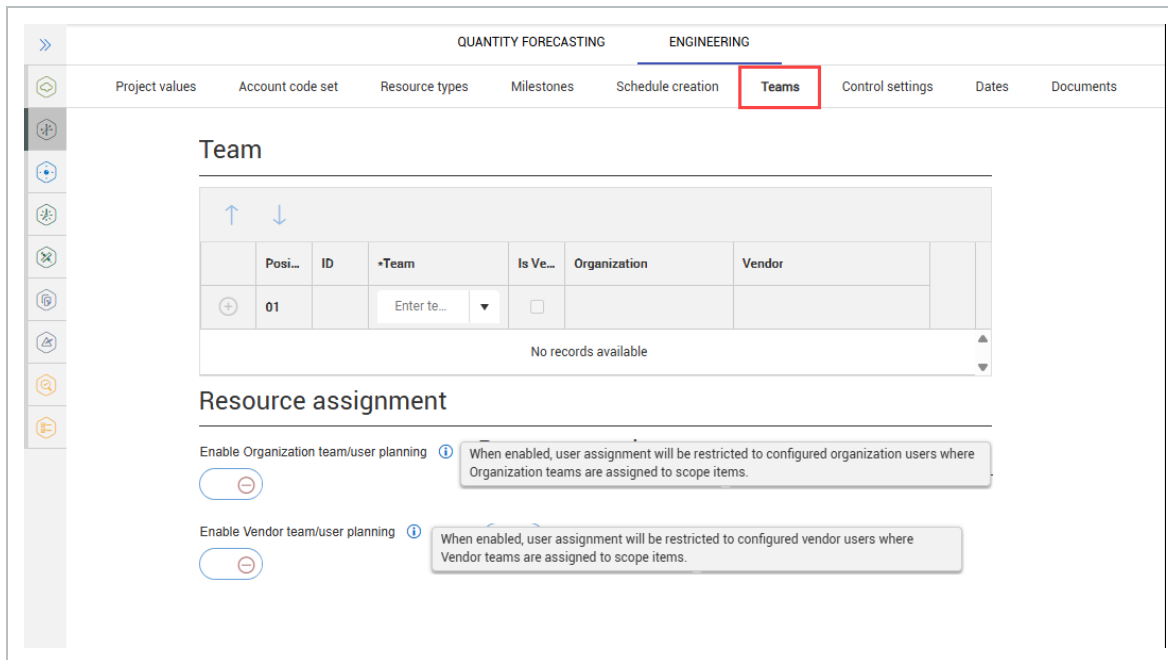 QUANTITY FORECASTING ENGINEERING
Project values Account code set Resource types Milestones Schedule creation Teams Control settings Dates Documents
Team
Posi... ID *Team Is Ve... Organization Vendor
01 Enter te...
No records available
Resource assignment
Enable Organization team/user planning
When enabled, user assignment will be restricted to configured organization users where
Organization teams are assigned to scope items.
Enable Vendor team/user planning
When enabled, user assignment will be restricted to configured vendor users where
Vendor teams are assigned to scope items.